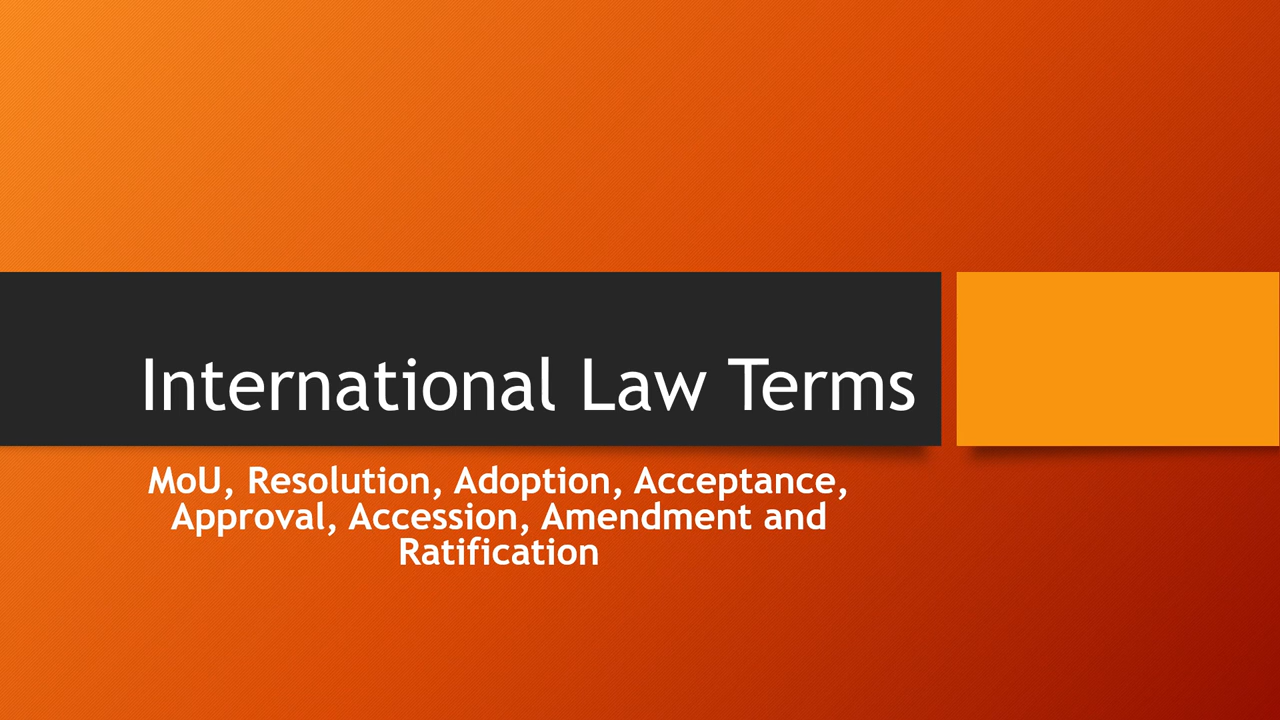 International Law Terms
MoU, Resolution, Adoption, Acceptance,
Approval, Accession, Amendment and
Ratification